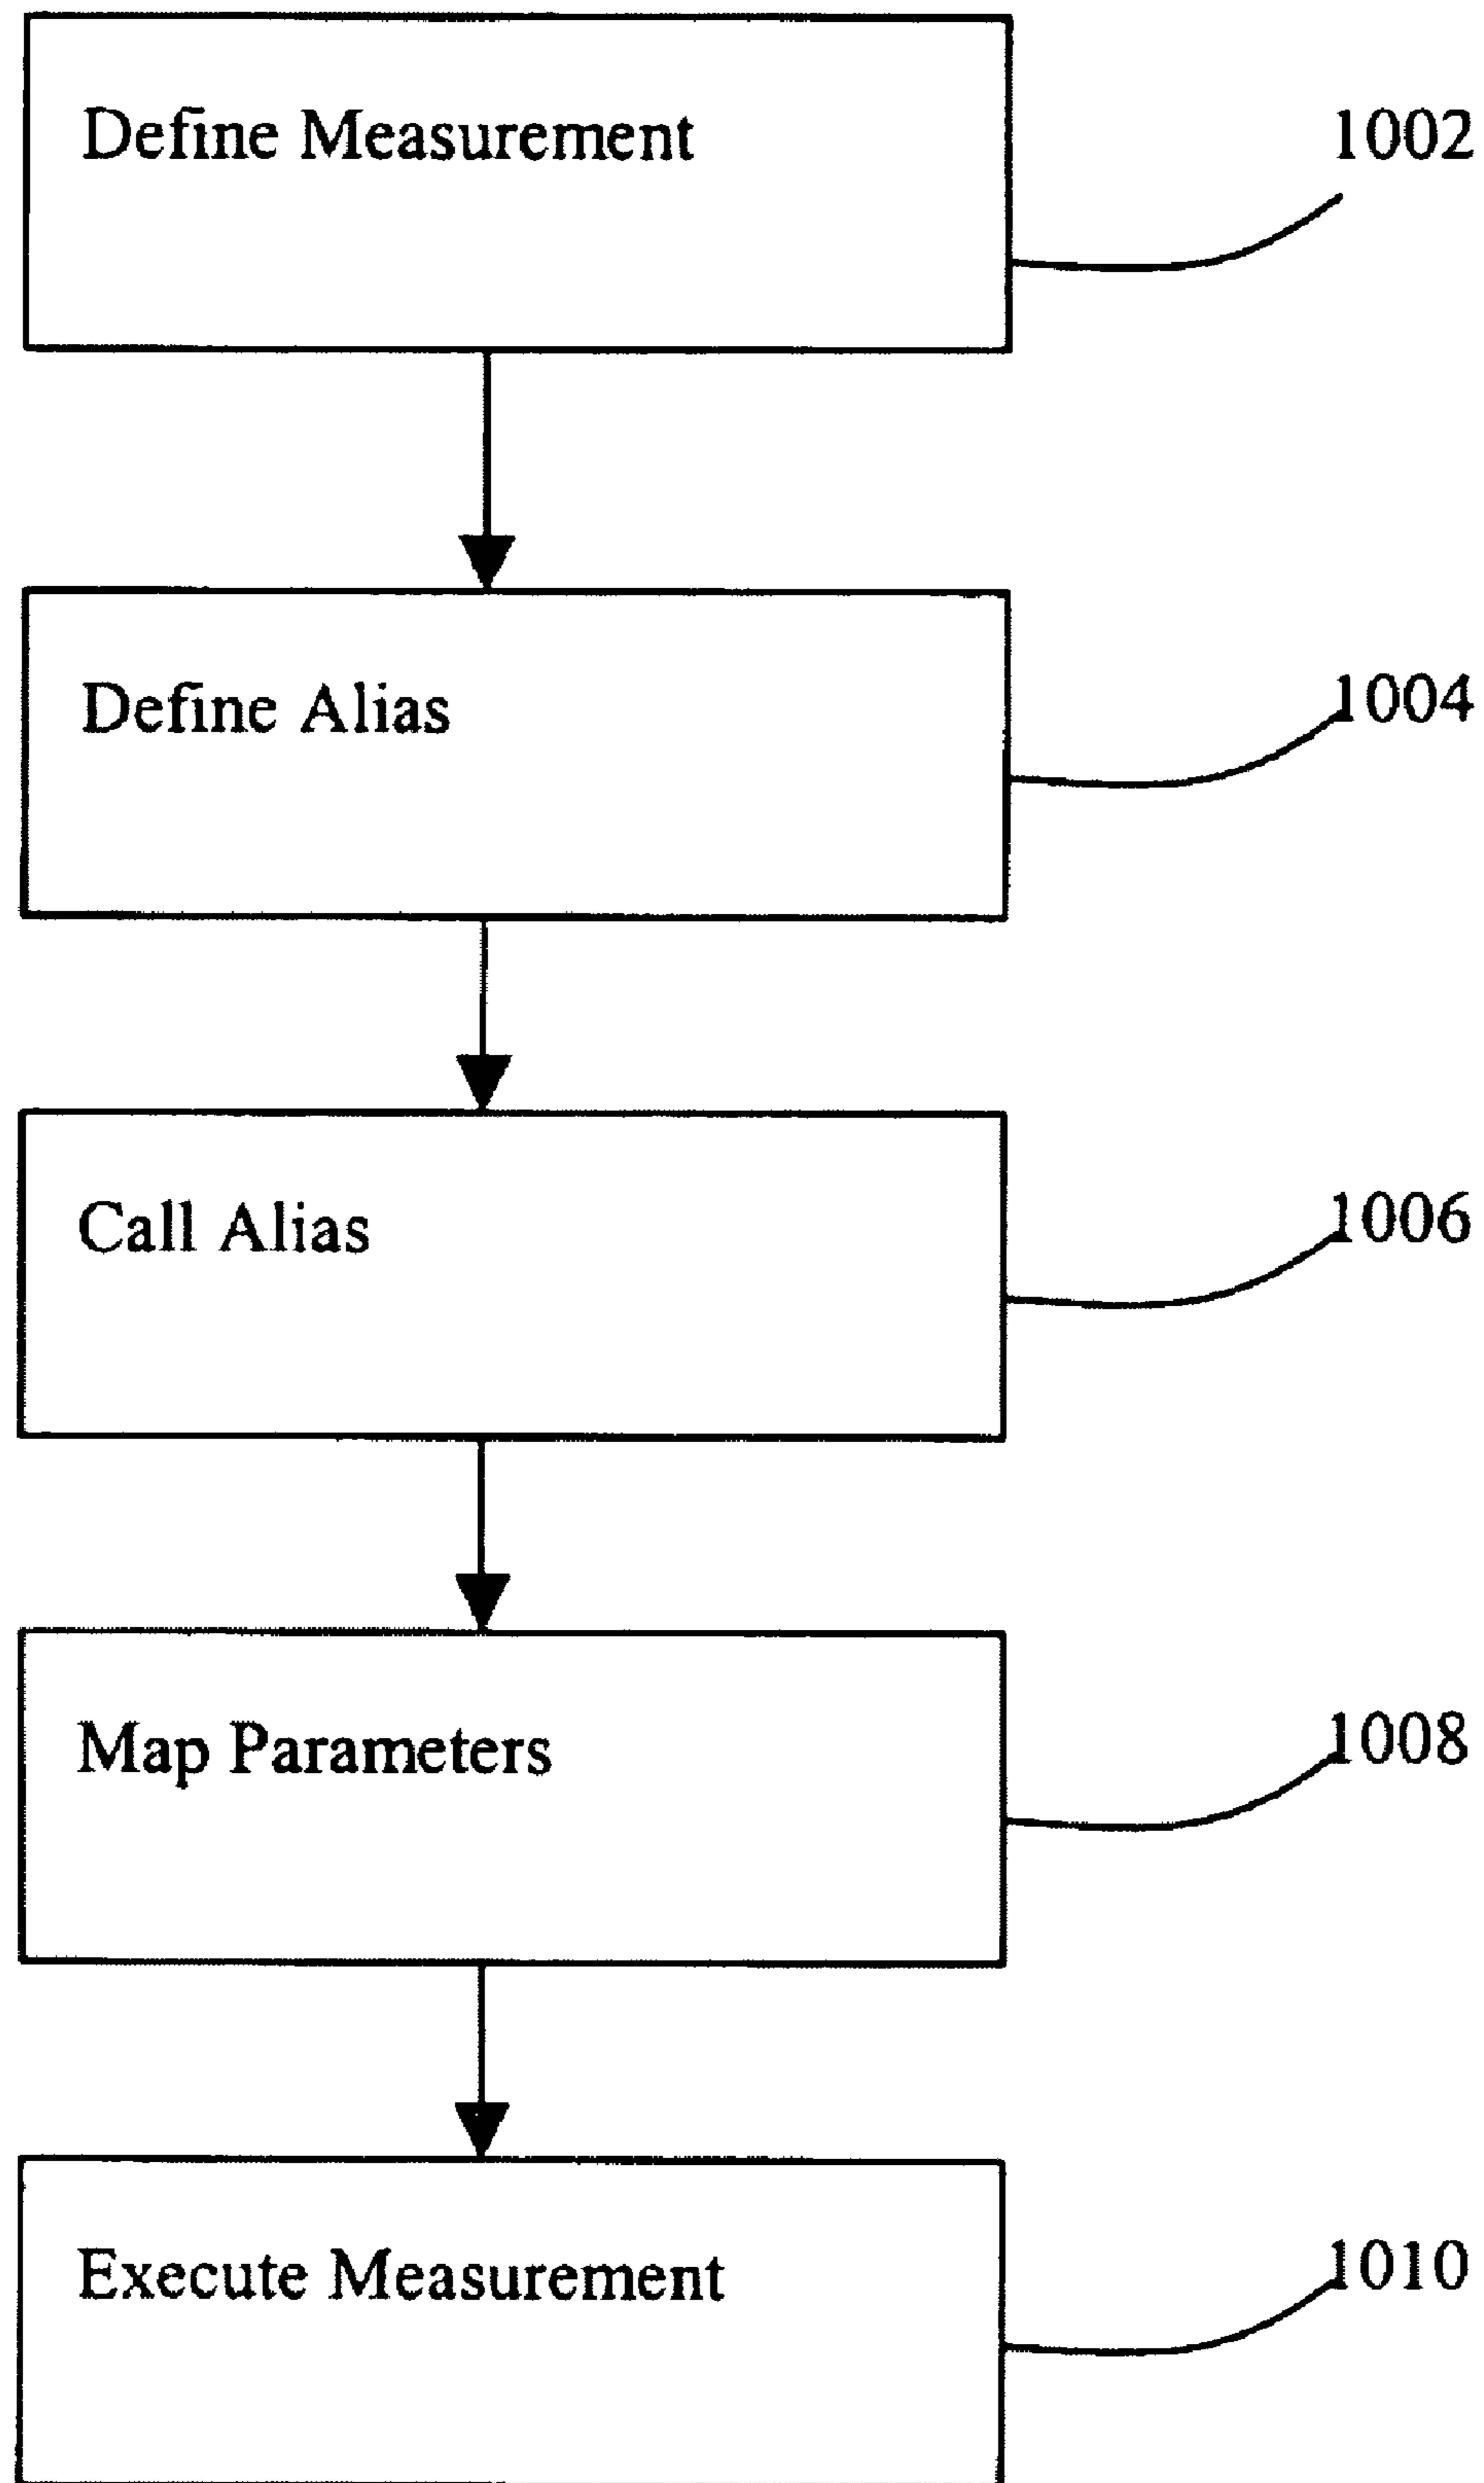 Define Measurement
1002
Define Alias
1004
Call Alias
1006
Map Parameters
1008
Execute Measurement
1010